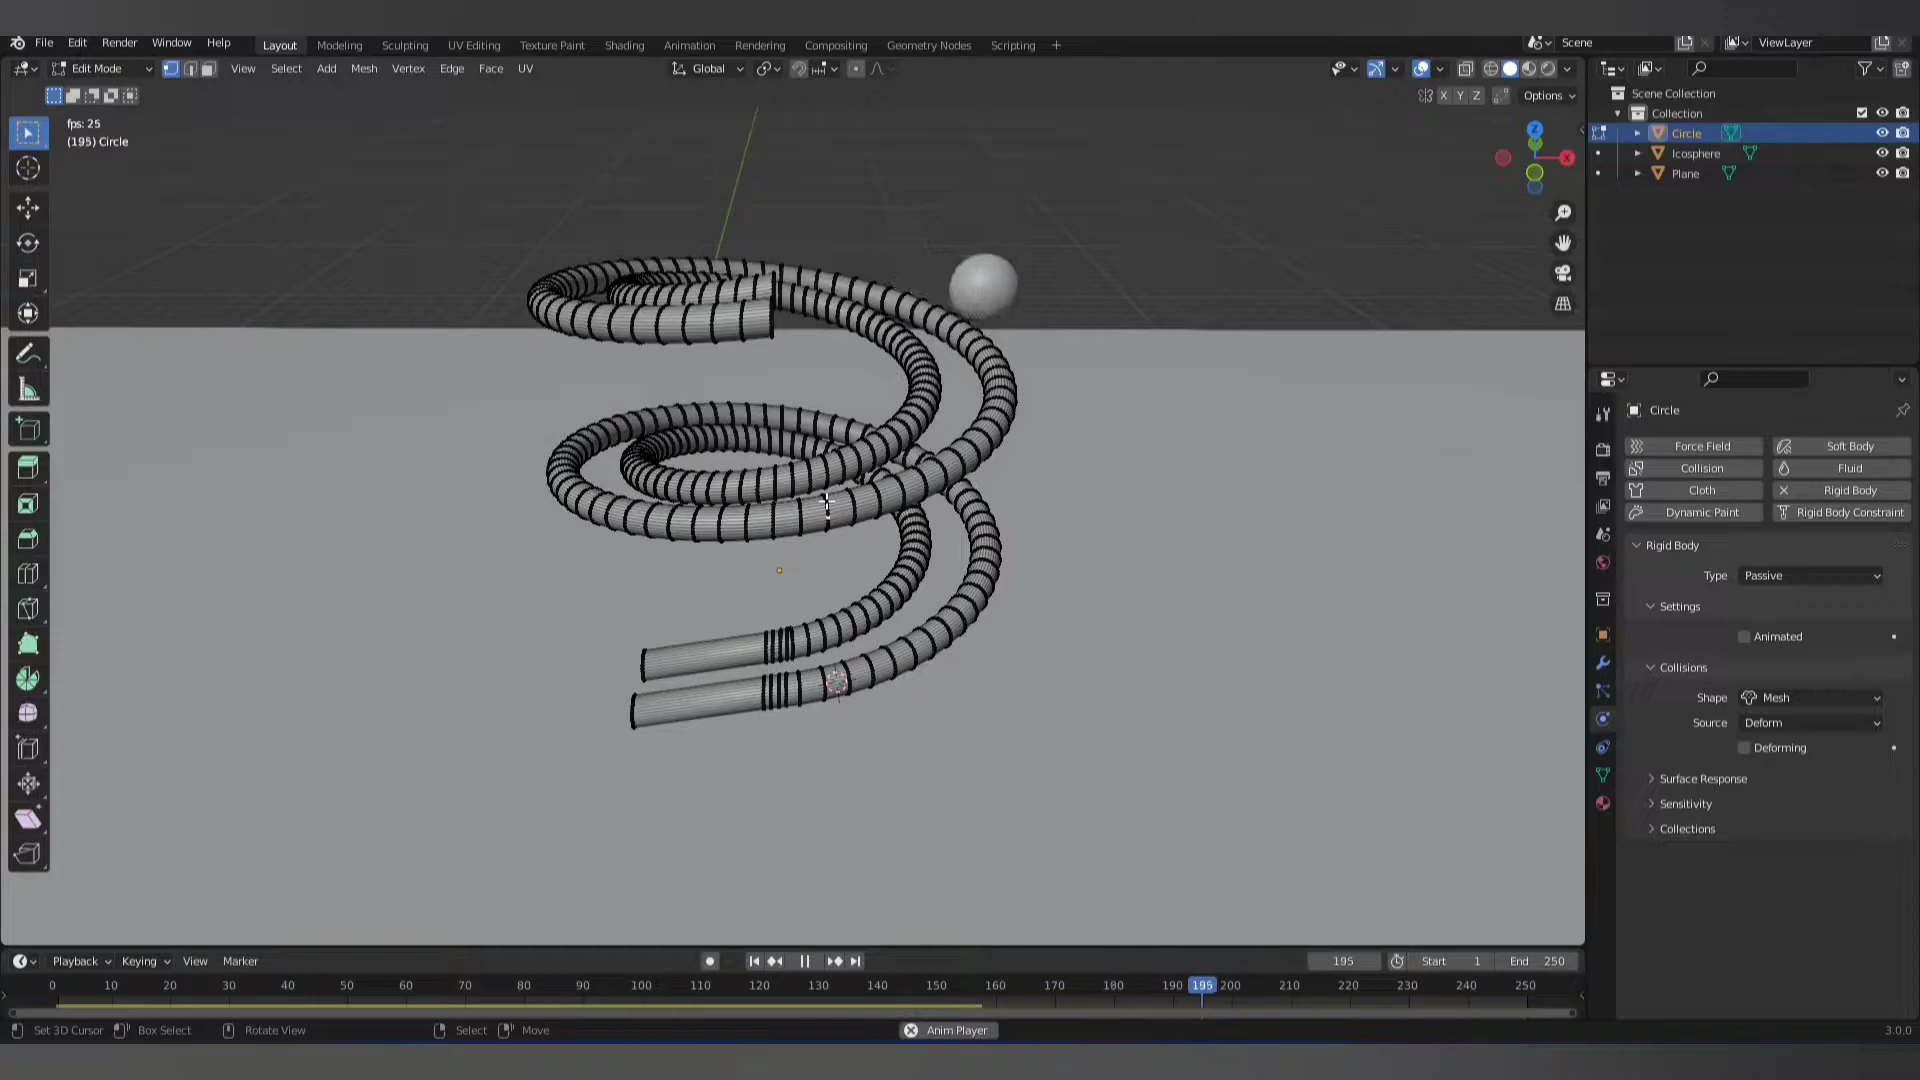 File Edit Render Window Help Layout Modeling Sculpting UV Editing Texture Paint Shading Animation Rendering Compositing Geometry Nodes Scripting + Scene ViewLayer
Edit Mode View Select Add Mesh Vertex Edge Face UV Global
X Y Z Options
fps: 25
(195) Circle
Z
X
Scene Collection
Collection
Circle
Icosphere
Plane
Circle
Force Field Soft Body
Collision Fluid
Cloth Rigid Body
Dynamic Paint Rigid Body Constraint
Rigid Body
Type Passive
Settings
Animated
Collisions
Shape Mesh
Source Deform
Deforming
Surface Response
Sensitivity
Collections
Playback Keying View Marker 195 Start 1 End 250
0 10 20 30 40 50 60 70 80 90 100 110 120 130 140 150 160 170 180 190 195 200 210 220 230 240 250
Set 3D Cursor Box Select Rotate View Select Move Anim Player 3.0.0